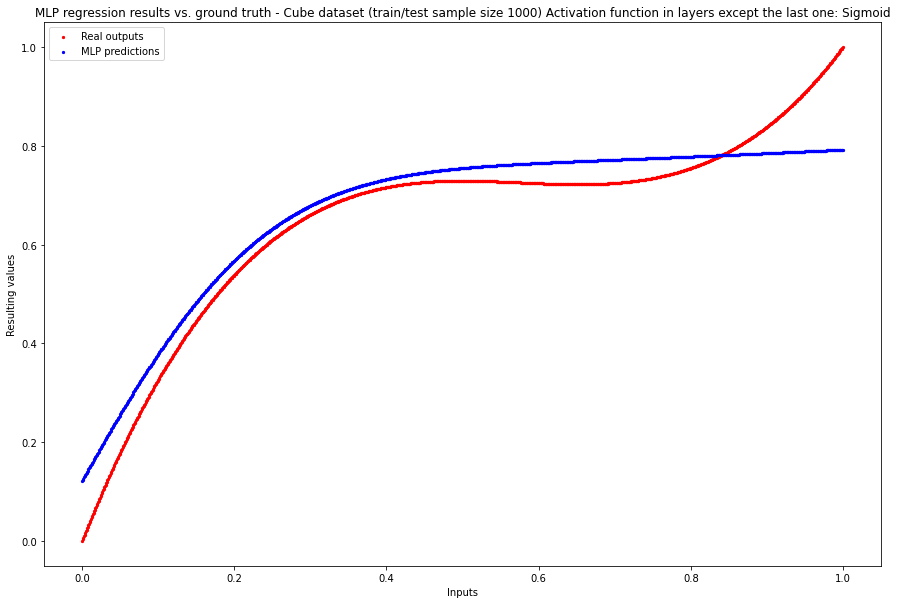 MLP regression results vs. ground truth - Cube dataset (train/test sample size 1000) Activation function in layers except the last one: Sigmoid
Real outputs
MLP predictions
1.0
0.8
0.6
0.4
0.2
0.0
Resulting values
0.0 0.2 0.4 0.6 0.8 1.0
Inputs